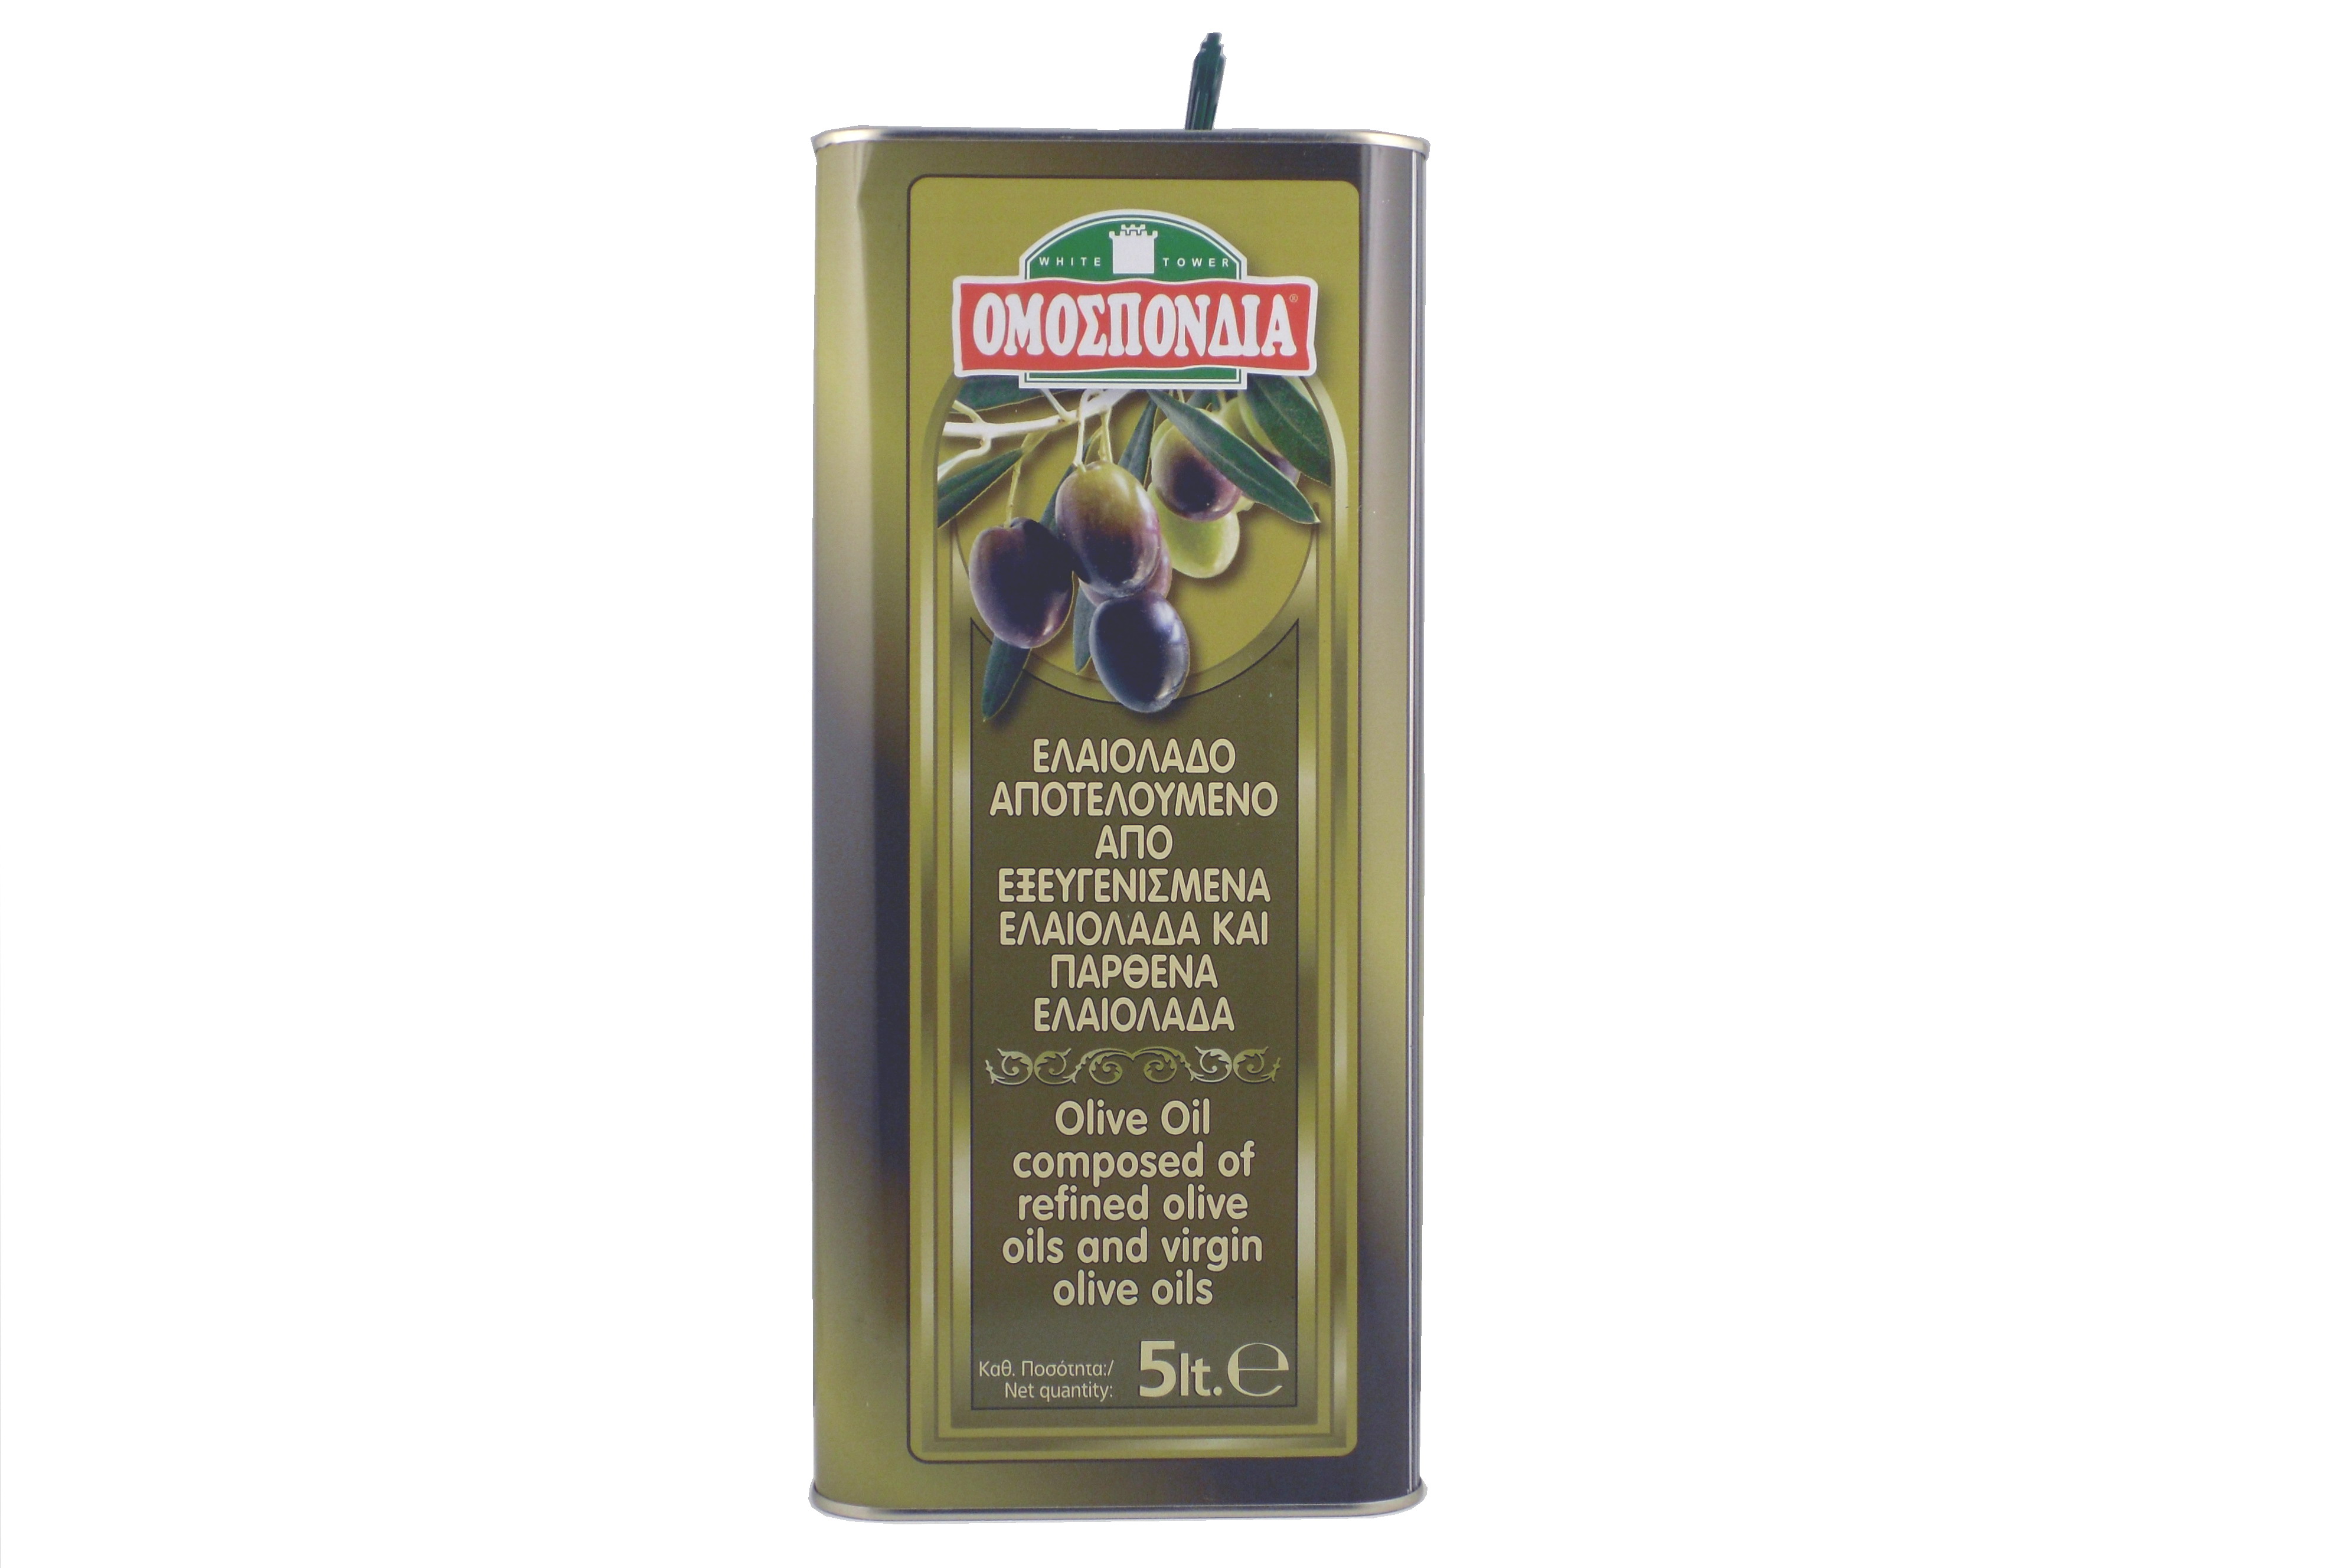 WHITE TOWER
ΟΜΟΣΠΟΝΔΙΑ®
ΕΛΑΙΟΛΑΔΟ
ΑΠΟΤΕΛΟΥΜΕΝΟ
ΑΠΟ
ΕΞΕΥΓΕΝΙΣΜΕΝΑ
ΕΛΑΙΟΛΑΔΑ ΚΑΙ
ΠΑΡΘΕΝΑ
ΕΛΑΙΟΛΑΔΑ
Olive Oil
composed of
refined olive
oils and virgin
olive oils
Καθ. Ποσότητα:/
Net quantity:
5lt. ℮